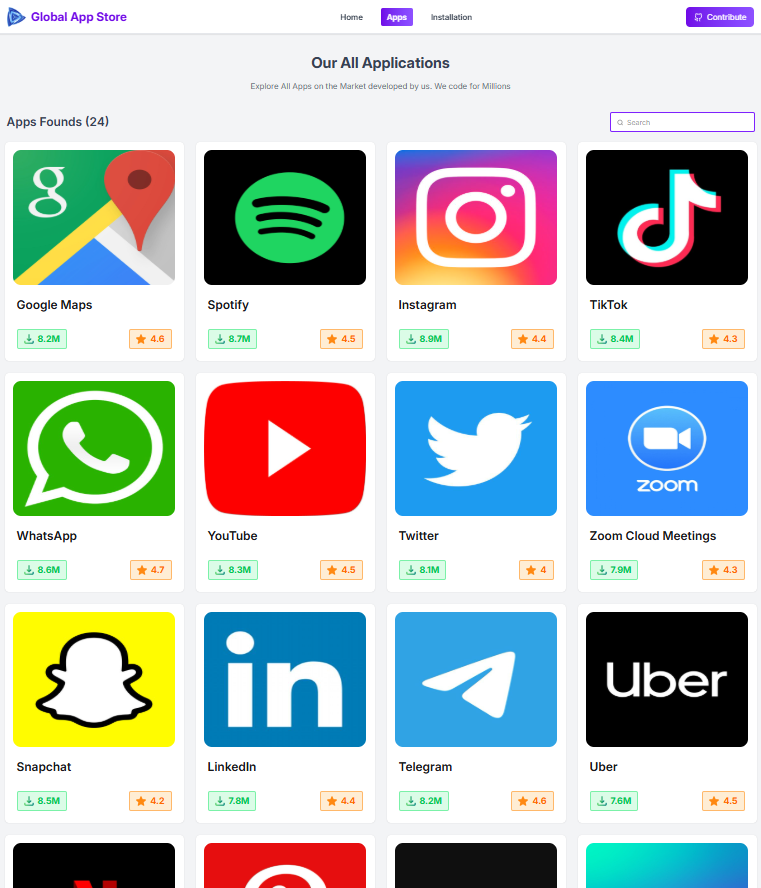 Global App Store
Home Apps Installation
Contribute
Our All Applications
Explore All Apps on the Market developed by us. We code for Millions
Apps Founds (24)
Search
g
Google Maps Spotify Instagram TikTok
8.2M 4.6 8.7M 4.5 8.9M 4.4 8.4M 4.3
zoom
WhatsApp YouTube Twitter Zoom Cloud Meetings
8.6M 4.7 8.3M 4.5 8.1M 4 7.9M 4.3
in Uber
Snapchat LinkedIn Telegram Uber
8.5M 4.2 7.8M 4.4 8.2M 4.6 7.6M 4.5